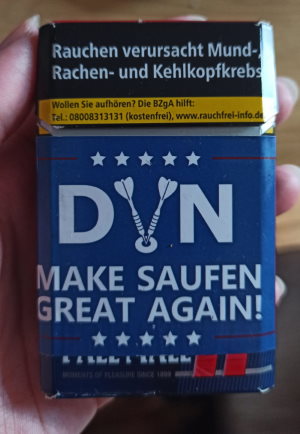 Rauchen verursacht Mund-,
Rachen- und Kehlkopfkrebs
Wollen Sie aufhören? Die BZgA hilft:
Tel.: 08008313131 (kostenfrei), www.rauchfrei-info.de
DYN
MAKE SAUFEN
GREAT AGAIN!
MOMENTS OF PLEASURE SINCE 1899